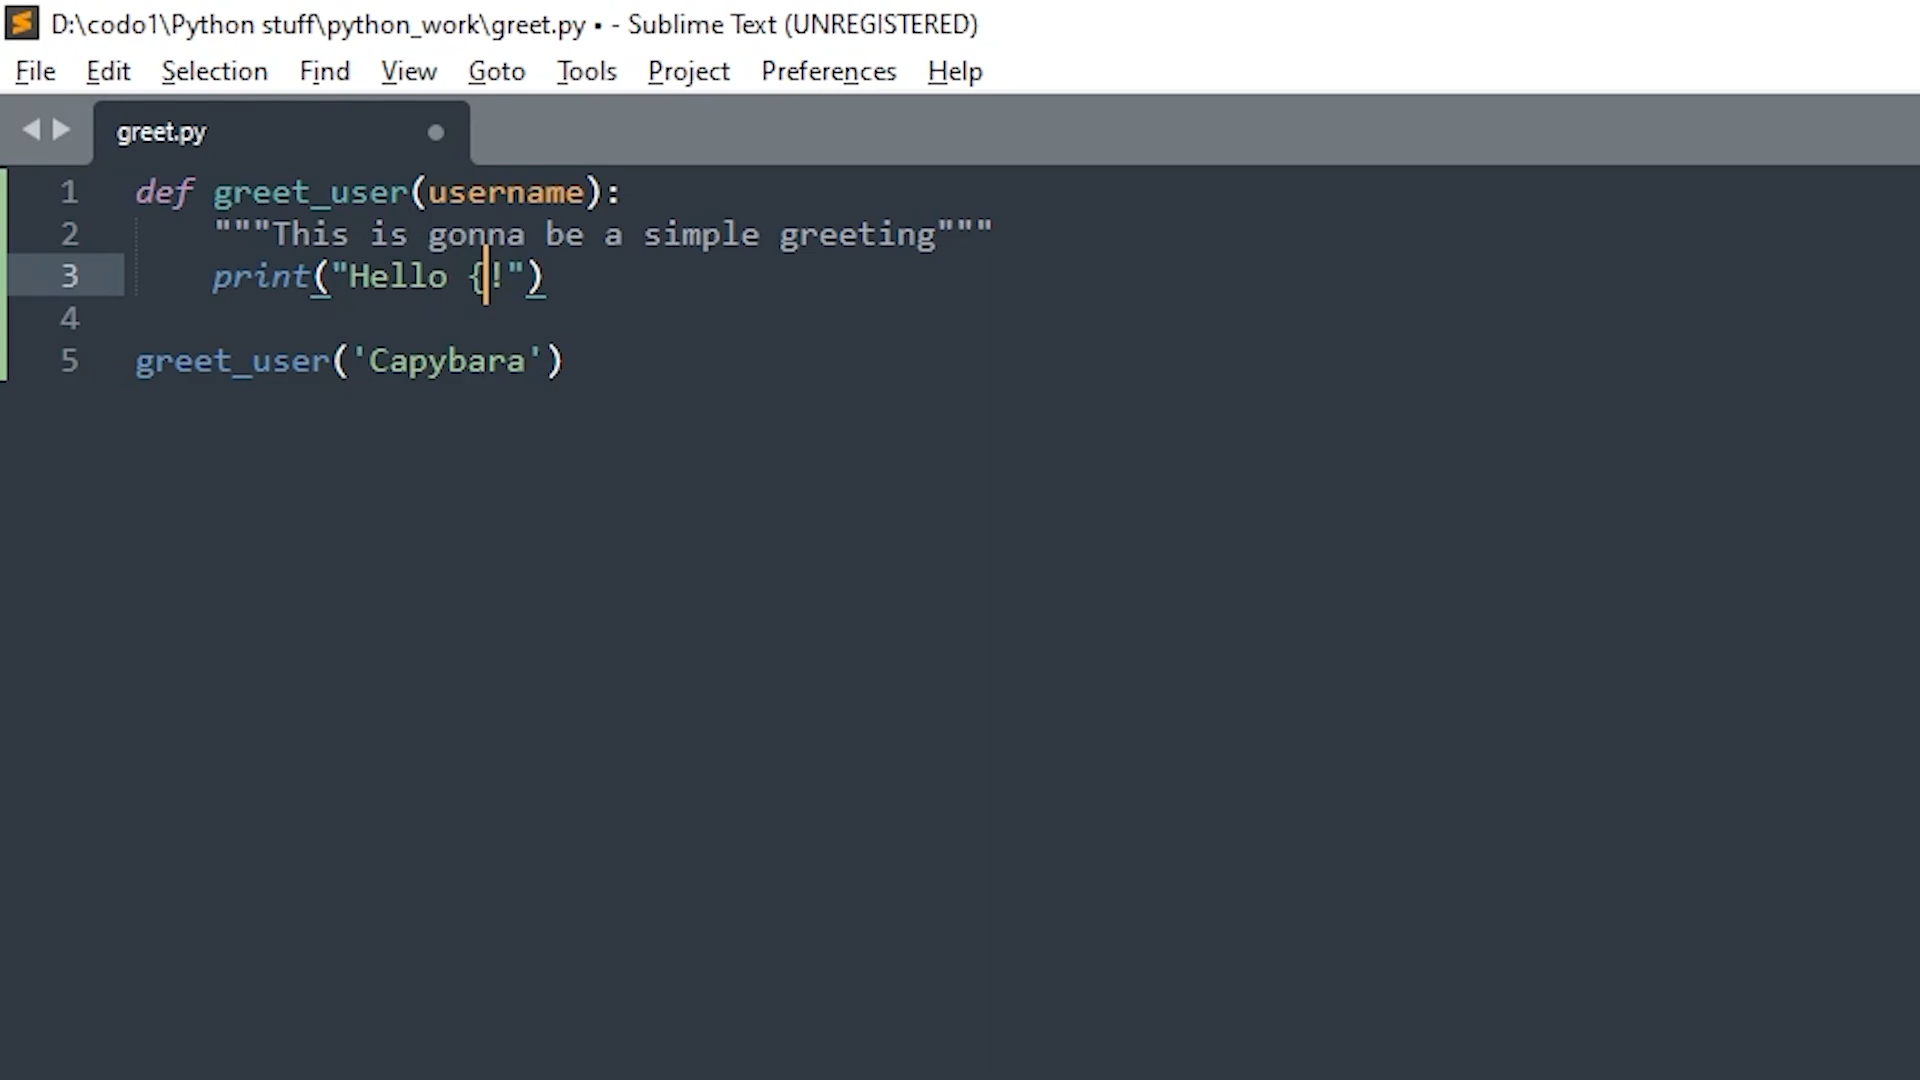 D:\codo1\Python stuff\python_work\greet.py • - Sublime Text (UNREGISTERED)
File Edit Selection Find View Goto Tools Project Preferences Help
greet.py
1 def greet_user(username):
2     """This is gonna be a simple greeting"""
3     print("Hello {!")
4
5 greet_user('Capybara')